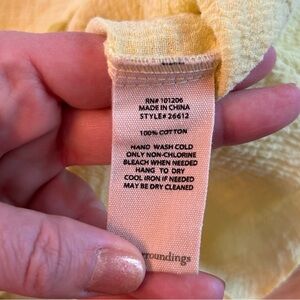 RN# 101206
MADE IN CHINA
STYLE# 26612
100% COTTON
HAND WASH COLD
ONLY NON-CHLORINE
BLEACH WHEN NEEDED
HANG TO DRY
COOL IRON IF NEEDED
MAY BE DRY CLEANED
rroundings